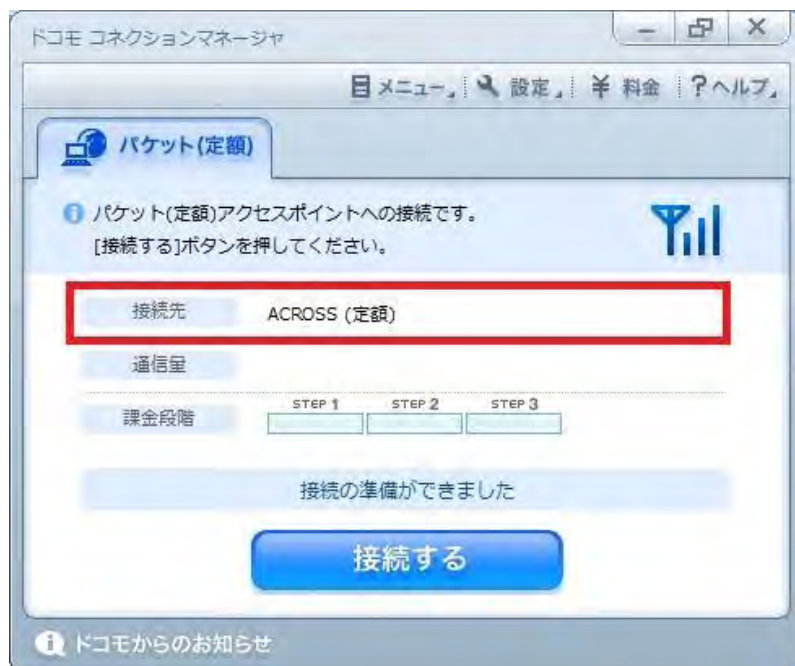 ドコモ コネクションマネージャ
メニュー 設定 ¥ 料金 ?ヘルプ
パケット(定額)
パケット(定額)アクセスポイントへの接続です。
[接続する]ボタンを押してください。
接続先 ACROSS (定額)
通信量
STEP 1 STEP 2 STEP 3
課金段階
接続の準備ができました
接続する
ドコモからのお知らせ